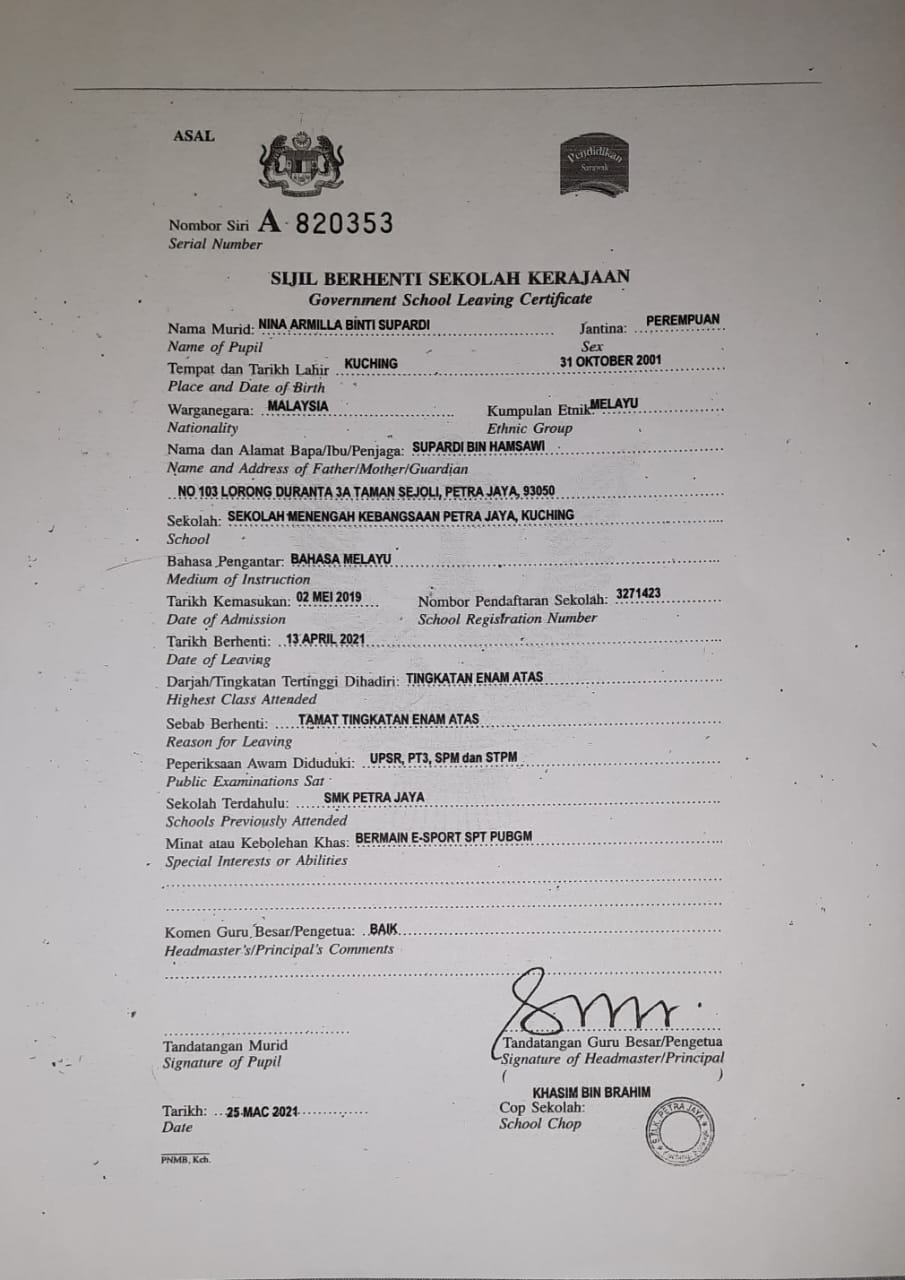 ASAL
Pendidikan
Sarawak
Nombor Siri A 820353
Serial Number
SIJIL BERHENTI SEKOLAH KERAJAAN
Government School Leaving Certificate
Nama Murid: NINA ARMILLA BINTI SUPARDI Jantina: PEREMPUAN
Name of Pupil Sex
Tempat dan Tarikh Lahir KUCHING 31 OKTOBER 2001
Place and Date of Birth
Warganegara: MALAYSIA Kumpulan Etnik: MELAYU
Nationality Ethnic Group
Nama dan Alamat Bapa/Ibu/Penjaga: SUPARDI BIN HAMSAWI
Name and Address of Father/Mother/Guardian
NO 103 LORONG DURANTA 3A TAMAN SEJOLI, PETRA JAYA, 93050
Sekolah: SEKOLAH MENENGAH KEBANGSAAN PETRA JAYA, KUCHING
School
Bahasa Pengantar: BAHASA MELAYU
Medium of Instruction
Tarikh Kemasukan: 02 MEI 2019 Nombor Pendaftaran Sekolah: 3271423
Date of Admission School Registration Number
Tarikh Berhenti: 13 APRIL 2021
Date of Leaving
Darjah/Tingkatan Tertinggi Dihadiri: TINGKATAN ENAM ATAS
Highest Class Attended
Sebab Berhenti: TAMAT TINGKATAN ENAM ATAS
Reason for Leaving
Peperiksaan Awam Diduduki: UPSR, PT3, SPM dan STPM
Public Examinations Sat
Sekolah Terdahulu: SMK PETRA JAYA
Schools Previously Attended
Minat atau Kebolehan Khas: BERMAIN E-SPORT SPT PUBGM
Special Interests or Abilities
Komen Guru Besar/Pengetua: BAIK
Headmaster's/Principal's Comments
Tandatangan Murid Tandatangan Guru Besar/Pengetua
Signature of Pupil Signature of Headmaster/Principal
( )
KHASIM BIN BRAHIM
Tarikh: 25 MAC 2021 Cop Sekolah:
Date School Chop
PETRA JAYA
PNMB, Kch.